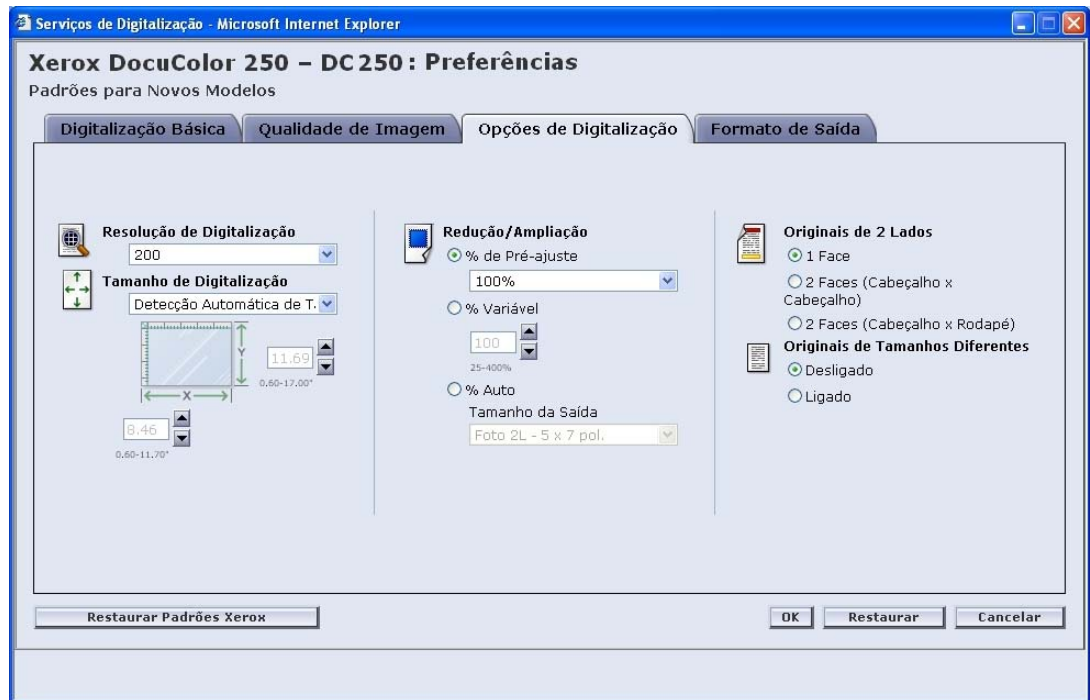 Serviços de Digitalização - Microsoft Internet Explorer
Xerox DocuColor 250 – DC250: Preferências
Padrões para Novos Modelos
Digitalização Básica
Qualidade de Imagem
Opções de Digitalização
Formato de Saída
Resolução de Digitalização
200
Tamanho de Digitalização
Detecção Automática de T.
Y
11.69
0.60-17.00"
X
8.46
0.60-11.70"
Redução/Ampliação
% de Pré-ajuste
100%
% Variável
100
25-400%
% Auto
Tamanho da Saída
Foto 2L - 5 x 7 pol.
Originais de 2 Lados
1 Face
2 Faces (Cabeçalho x
Cabeçalho)
2 Faces (Cabeçalho x Rodapé)
Originais de Tamanhos Diferentes
Desligado
Ligado
Restaurar Padrões Xerox
OK
Restaurar
Cancelar